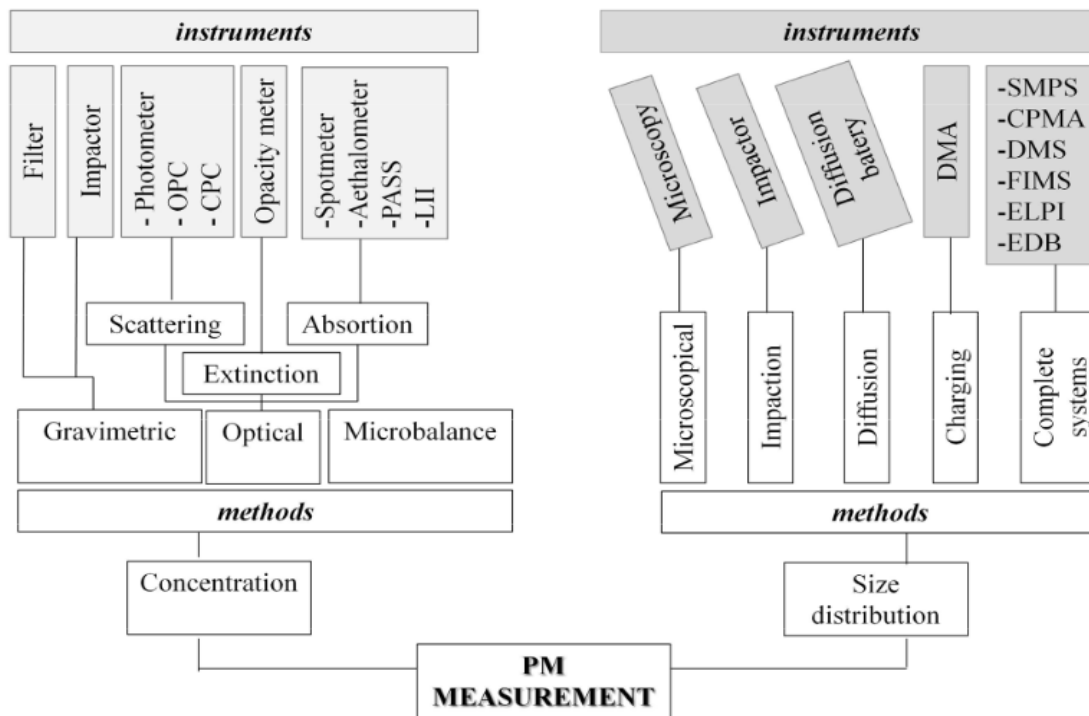 instruments
Filter
Impactor
- Photometer
- OPC
- CPC
Opacity meter
-Spotmeter
-Aethalometer
-PASS
-LII
Scattering
Absortion
Extinction
Gravimetric
Optical
Microbalance
methods
Concentration
instruments
Microscopy
Impactor
Diffusion
batery
DMA
-SMPS
-CPMA
-DMS
-FIMS
-ELPI
-EDB
Microscopical
Impaction
Diffusion
Charging
Complete
systems
methods
Size
distribution
PM
MEASUREMENT